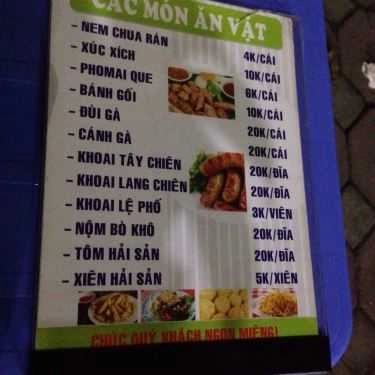 CÁC MÓN ĂN VẶT
- NEM CHUA RÁN 4K/CÁI
- XÚC XÍCH 10K/CÁI
- PHOMAI QUE 6K/CÁI
- BÁNH GỐI 10K/CÁI
- ĐÙI GÀ 20K/CÁI
- CÁNH GÀ 20K/CÁI
- KHOAI TÂY CHIÊN 20K/ĐĨA
- KHOAI LANG CHIÊN 20K/ĐĨA
- KHOAI LỆ PHỐ 3K/VIÊN
- NỘM BÒ KHÔ 20K/ĐĨA
- TÔM HẢI SẢN 20K/ĐĨA
- XIÊN HẢI SẢN 5K/XIÊN
CHÚC QUÝ KHÁCH NGON MIỆNG!